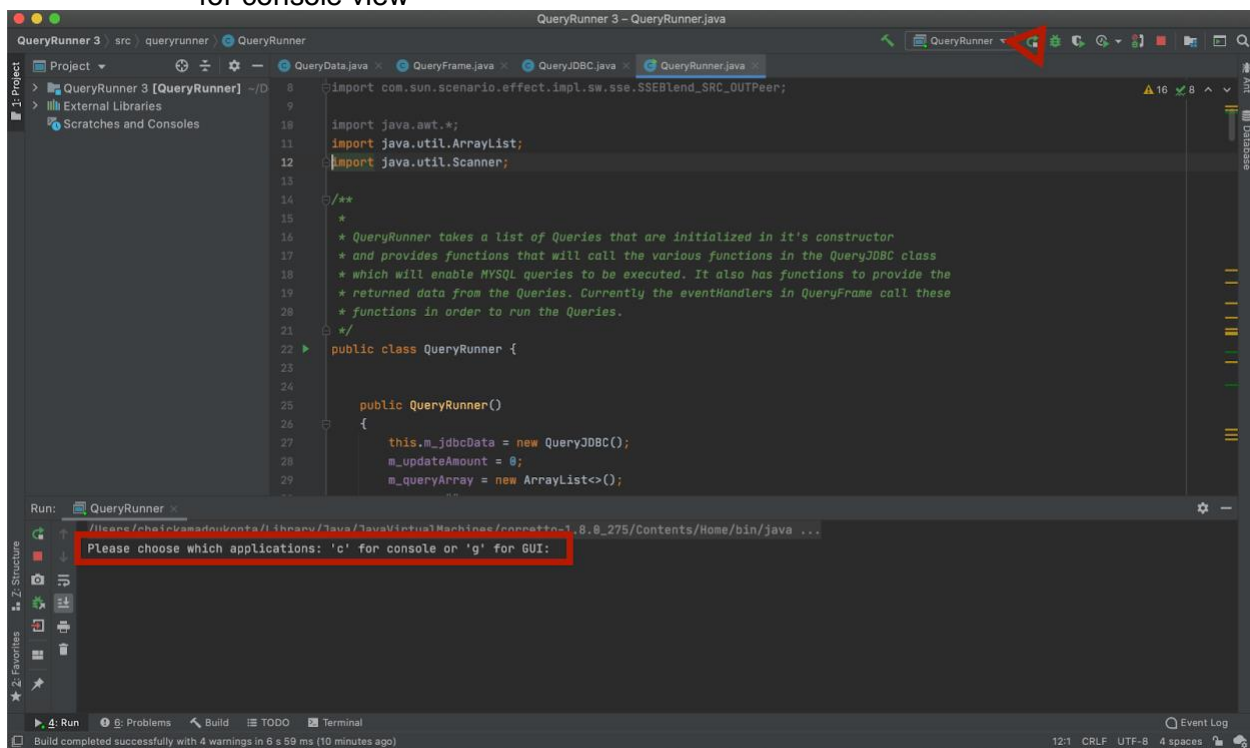 for console view
QueryRunner 3 – QueryRunner.java
QueryRunner 3 › src › queryrunner › QueryRunner
QueryRunner
Project
QueryData.java
QueryFrame.java
QueryJDBC.java
QueryRunner.java
1: Project
Ant
Database
QueryRunner 3 [QueryRunner] ~/D
External Libraries
Scratches and Consoles
16 8
8 import com.sun.scenario.effect.impl.sw.sse.SSEBlend_SRC_OUTPeer;
9
10 import java.awt.*;
11 import java.util.ArrayList;
12 import java.util.Scanner;
13
14 /**
15 *
16 * QueryRunner takes a list of Queries that are initialized in it's constructor
17 * and provides functions that will call the various functions in the QueryJDBC class
18 * which will enable MYSQL queries to be executed. It also has functions to provide the
19 * returned data from the Queries. Currently the eventHandlers in QueryFrame call these
20 * functions in order to run the Queries.
21 */
22 public class QueryRunner {
23
24
25 public QueryRunner()
26 {
27 this.m_jdbcData = new QueryJDBC();
28 m_updateAmount = 0;
29 m_queryArray = new ArrayList<>();
Run: QueryRunner
/Users/cheickamadoukonta/Library/Java/JavaVirtualMachines/corretto-1.8.0_275/Contents/Home/bin/java ...
Please choose which applications: 'c' for console or 'g' for GUI:
Z: Structure
2: Favorites
4: Run
6: Problems
Build
TODO
Terminal
Event Log
Build completed successfully with 4 warnings in 6 s 59 ms (10 minutes ago)
12:1 CRLF UTF-8 4 spaces